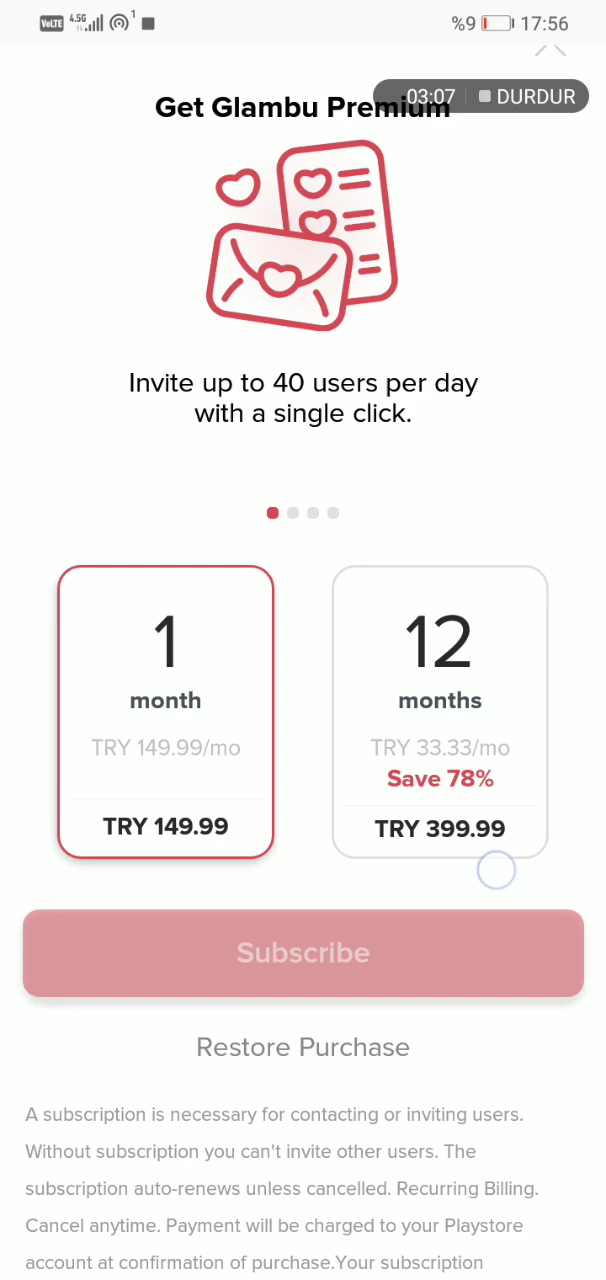 VoLTE 4.5G 1 %9 17:56
03:07 DURDUR
Get Glambu Premium
Invite up to 40 users per day
with a single click.
1
month
TRY 149.99/mo
TRY 149.99
12
months
TRY 33.33/mo
Save 78%
TRY 399.99
Subscribe
Restore Purchase
A subscription is necessary for contacting or inviting users.
Without subscription you can't invite other users. The
subscription auto-renews unless cancelled. Recurring Billing.
Cancel anytime. Payment will be charged to your Playstore
account at confirmation of purchase.Your subscription